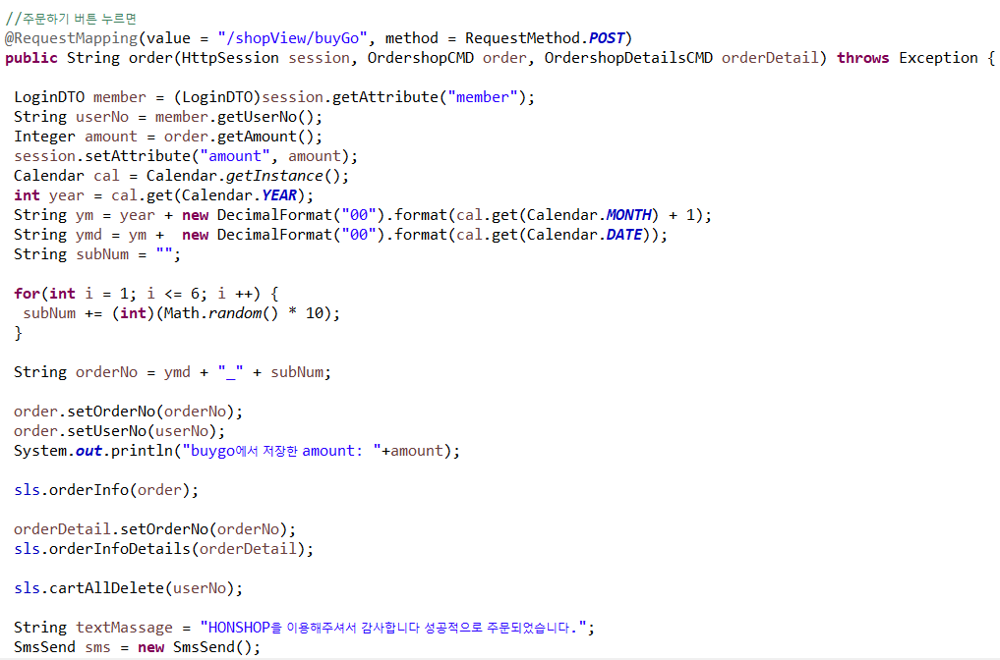 //주문하기 버튼 누르면
@RequestMapping(value = "/shopView/buyGo", method = RequestMethod.POST)
public String order(HttpSession session, OrdershopCMD order, OrdershopDetailsCMD orderDetail) throws Exception {
LoginDTO member = (LoginDTO)session.getAttribute("member");
String userNo = member.getUserNo();
Integer amount = order.getAmount();
session.setAttribute("amount", amount);
Calendar cal = Calendar.getInstance();
int year = cal.get(Calendar.YEAR);
String ym = year + new DecimalFormat("00").format(cal.get(Calendar.MONTH) + 1);
String ymd = ym +  new DecimalFormat("00").format(cal.get(Calendar.DATE));
String subNum = "";
for(int i = 1; i <= 6; i ++) {
subNum += (int)(Math.random() * 10);
}
String orderNo = ymd + "_" + subNum;
order.setOrderNo(orderNo);
order.setUserNo(userNo);
System.out.println("buygo에서 저장한 amount: "+amount);
sls.orderInfo(order);
orderDetail.setOrderNo(orderNo);
sls.orderInfoDetails(orderDetail);
sls.cartAllDelete(userNo);
String textMassage = "HONSHOP을 이용해주셔서 감사합니다 성공적으로 주문되었습니다.";
SmsSend sms = new SmsSend();